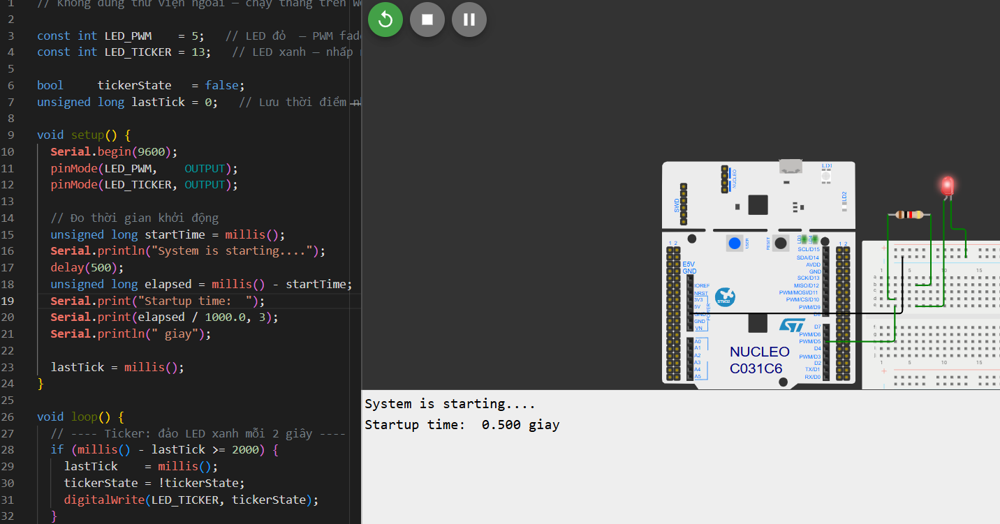 1 // Không dùng thư viện ngoài — chạy thẳng trên
2
3 const int LED_PWM = 5; // LED đỏ — PWM fade
4 const int LED_TICKER = 13; // LED xanh — nhấp
5
6 bool tickerState = false;
7 unsigned long lastTick = 0; // Lưu thời điểm
8
9 void setup() {
10 Serial.begin(9600);
11 pinMode(LED_PWM, OUTPUT);
12 pinMode(LED_TICKER, OUTPUT);
13
14 // Đo thời gian khởi động
15 unsigned long startTime = millis();
16 Serial.println("System is starting....");
17 delay(500);
18 unsigned long elapsed = millis() - startTime;
19 Serial.print("Startup time:  ");
20 Serial.print(elapsed / 1000.0, 3);
21 Serial.println(" giay");
22
23 lastTick = millis();
24 }
25
26 void loop() {
27 // ---- Ticker: đảo LED xanh mỗi 2 giây ----
28 if (millis() - lastTick >= 2000) {
29 lastTick = millis();
30 tickerState = !tickerState;
31 digitalWrite(LED_TICKER, tickerState);
32 }
NUCLEO
LD1
SWD
LD2
1 2
USER
RESET
LD3
LD4
1 2
E5V
GND
IOREF
NRST
3V3
5V
GND
GND
VN
POWER
A0
A1
A2
A3
A4
A5
STM32
NUCLEO
C031C6
SCL/D15
SDA/D14
AVDD
GND
SCK/D13
MISO/D12
PWM/MOSI/D11
PWM/CS/D10
PWM/D9
D8
D7
PWM/D6
PWM/D5
D4
PWM/D3
D2
TX/D1
RX/D0
1 5 10 15
a
b
c
d
e
f
g
h
i
j
1 5 10 15
System is starting....
Startup time:  0.500 giay